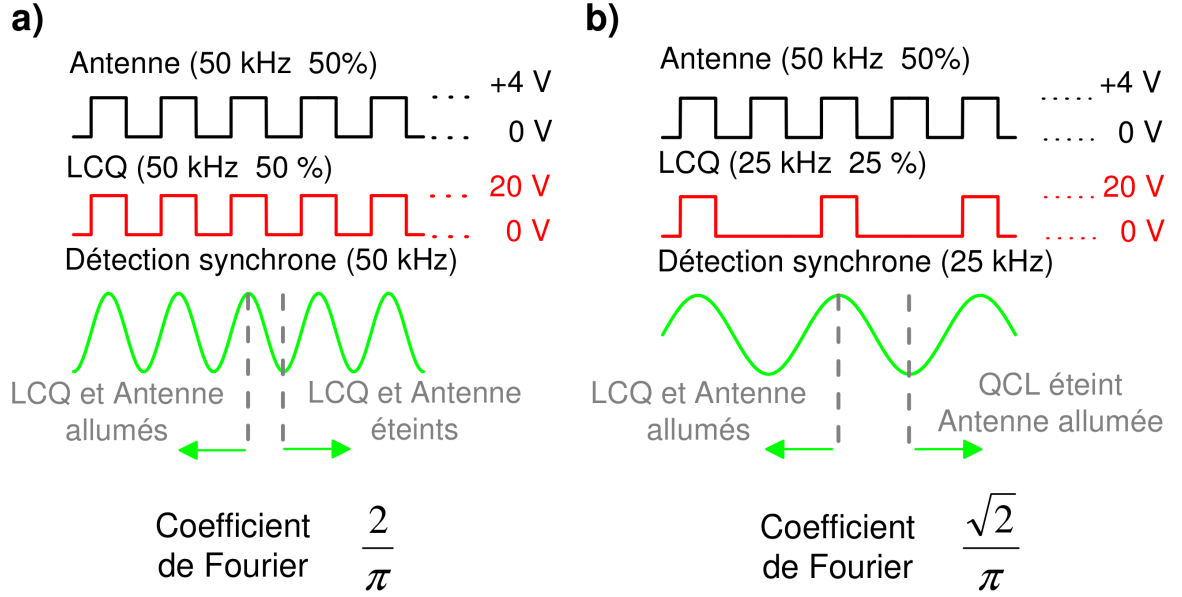 a)
Antenne (50 kHz  50%)
+4 V
0 V
LCQ (50 kHz  50 %)
20 V
0 V
Détection synchrone (50 kHz)
LCQ et Antenne
allumés
LCQ et Antenne
éteints
Coefficient
de Fourier
2
π
b)
Antenne (50 kHz  50%)
+4 V
0 V
LCQ (25 kHz  25 %)
20 V
0 V
Détection synchrone (25 kHz)
LCQ et Antenne
allumés
QCL éteint
Antenne allumée
Coefficient
de Fourier
√2
π